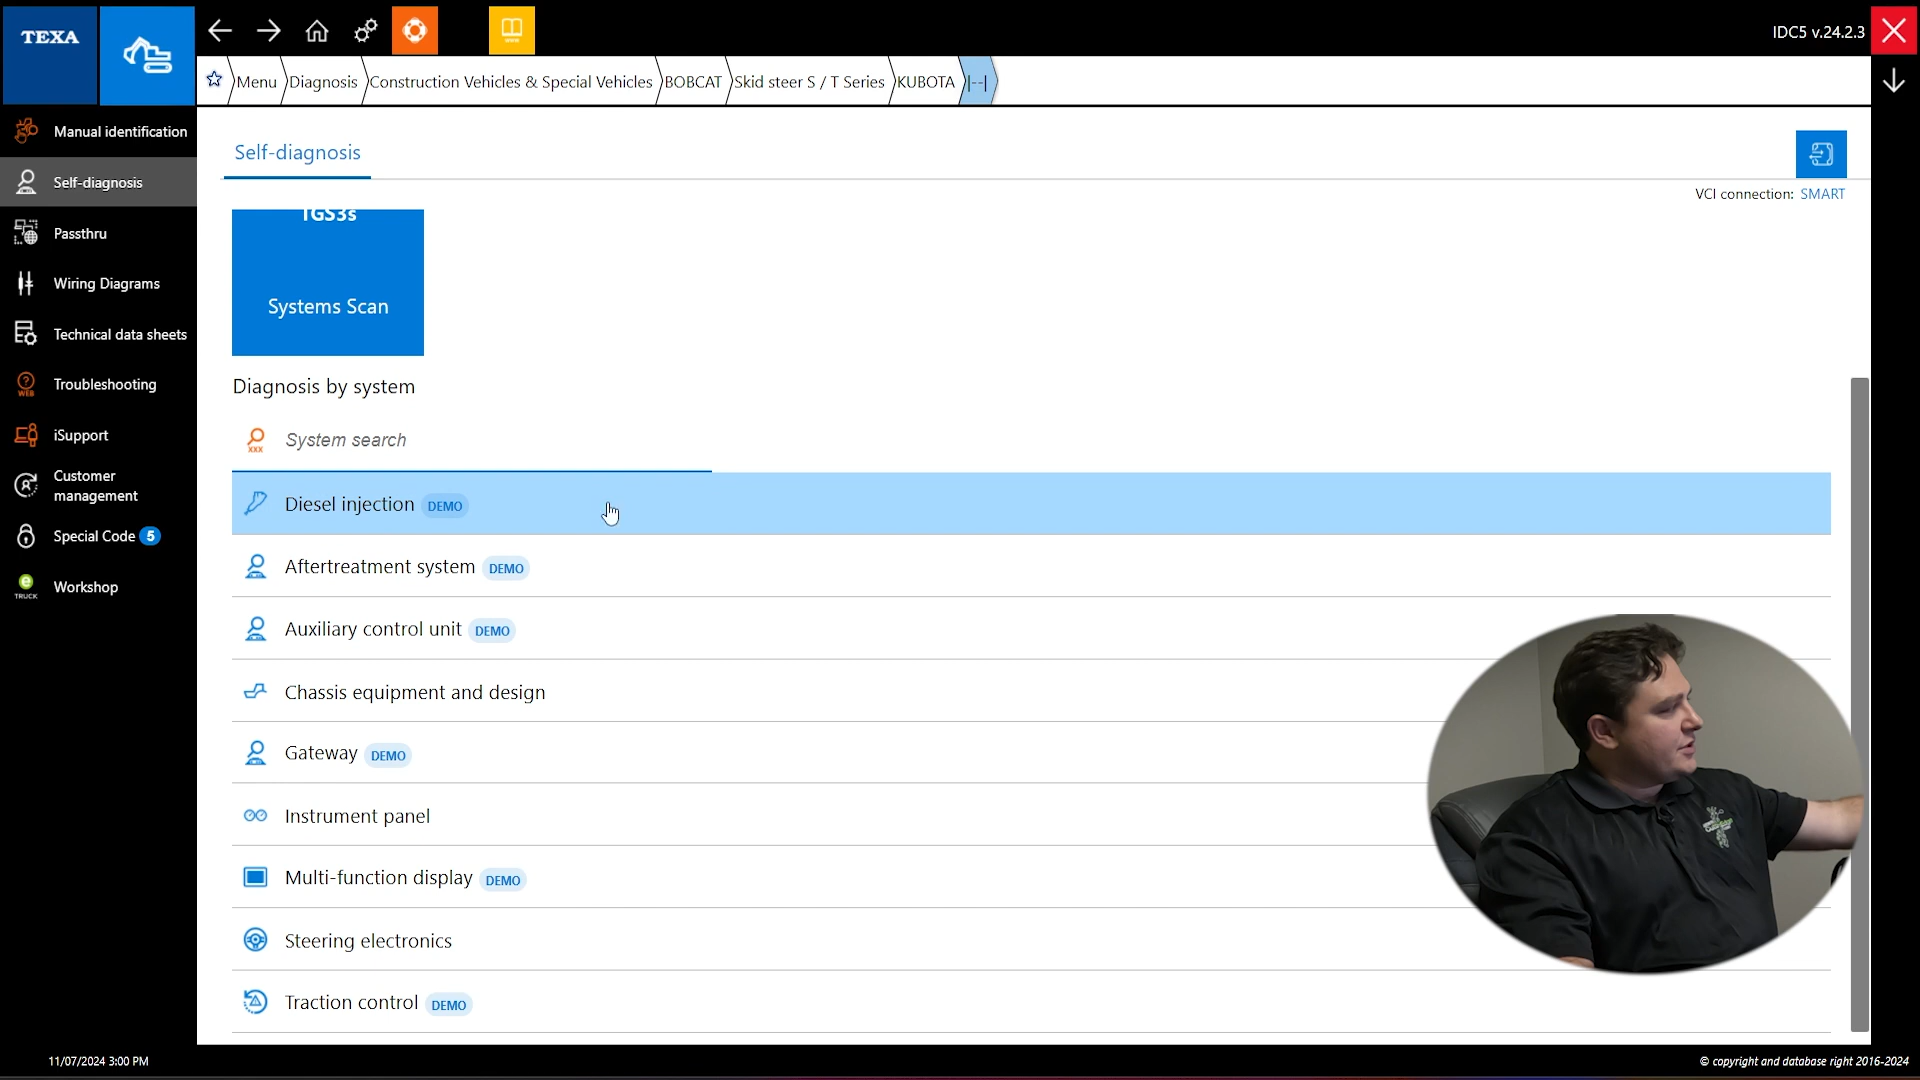 TEXA
IDC5 v.24.2.3
Menu Diagnosis Construction Vehicles & Special Vehicles BOBCAT Skid steer S / T Series KUBOTA |--|
Manual identification
Self-diagnosis
Passthru
Wiring Diagrams
Technical data sheets
WEB
Troubleshooting
iSupport
Customer
management
Special Code 5
TRUCK
Workshop
Self-diagnosis
VCI connection: SMART
TGS3s
Systems Scan
Diagnosis by system
XXX
System search
Diesel injection DEMO
Aftertreatment system DEMO
Auxiliary control unit DEMO
Chassis equipment and design
Gateway DEMO
Instrument panel
Multi-function display DEMO
Steering electronics
Traction control DEMO
11/07/2024 3:00 PM
© copyright and database right 2016-2024